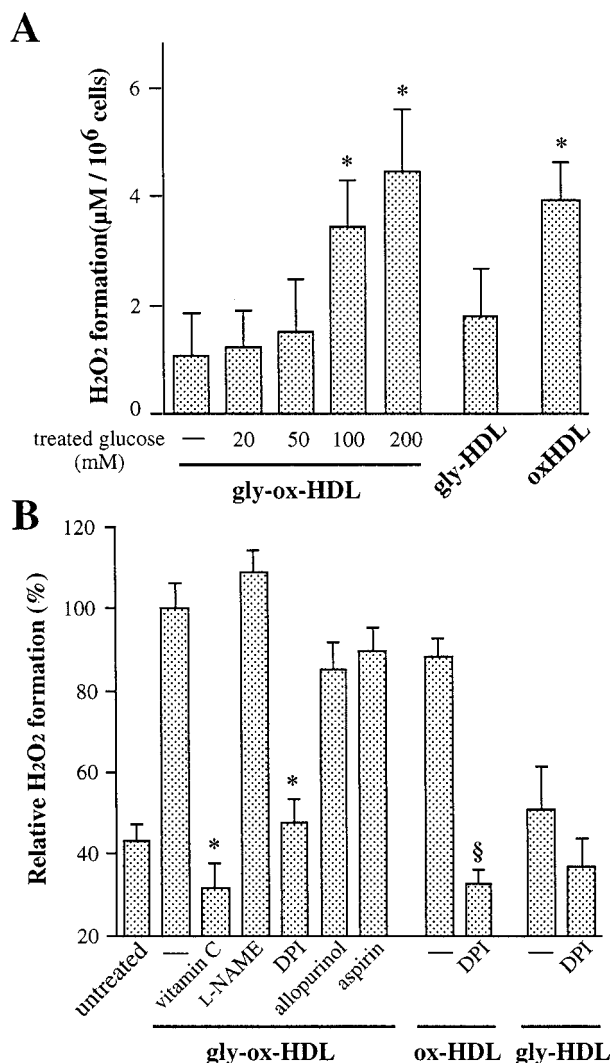 A
H2O2 formation(µM / 10^6 cells)
6
4
2
0
*
*
*
treated glucose
(mM)
— 20 50 100 200
gly-ox-HDL
gly-HDL
oxHDL
B
Relative H2O2 formation (%)
120
100
80
60
40
20
*
*
§
untreated
—
vitamin C
L-NAME
DPI
allopurinol
aspirin
—
DPI
—
DPI
gly-ox-HDL
ox-HDL
gly-HDL